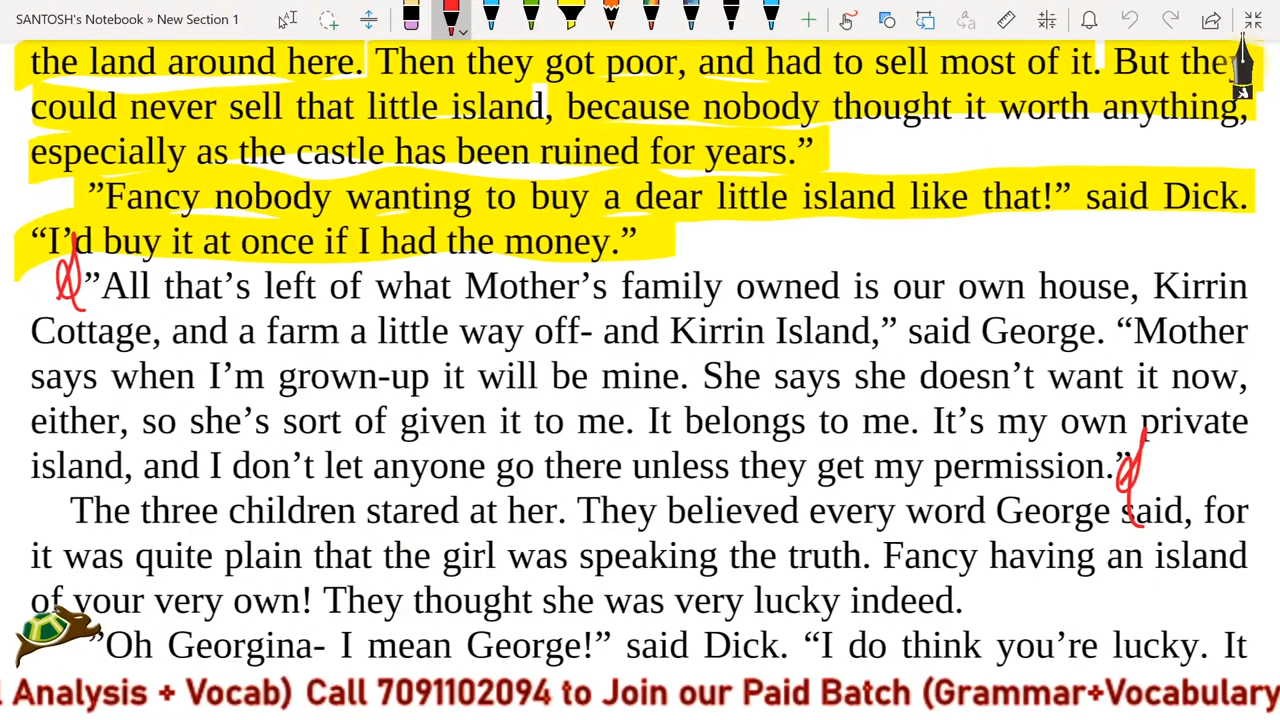 SANTOSH's Notebook » New Section 1
the land around here. Then they got poor, and had to sell most of it. But they
could never sell that little island, because nobody thought it worth anything,
especially as the castle has been ruined for years.”
”Fancy nobody wanting to buy a dear little island like that!” said Dick.
“I’d buy it at once if I had the money.”
”All that’s left of what Mother’s family owned is our own house, Kirrin
Cottage, and a farm a little way off- and Kirrin Island,” said George. “Mother
says when I’m grown-up it will be mine. She says she doesn’t want it now,
either, so she’s sort of given it to me. It belongs to me. It’s my own private
island, and I don’t let anyone go there unless they get my permission.”
The three children stared at her. They believed every word George said, for
it was quite plain that the girl was speaking the truth. Fancy having an island
of your very own! They thought she was very lucky indeed.
”Oh Georgina- I mean George!” said Dick. “I do think you’re lucky. It
Analysis + Vocab) Call 7091102094 to Join our Paid Batch (Grammar+Vocabulary